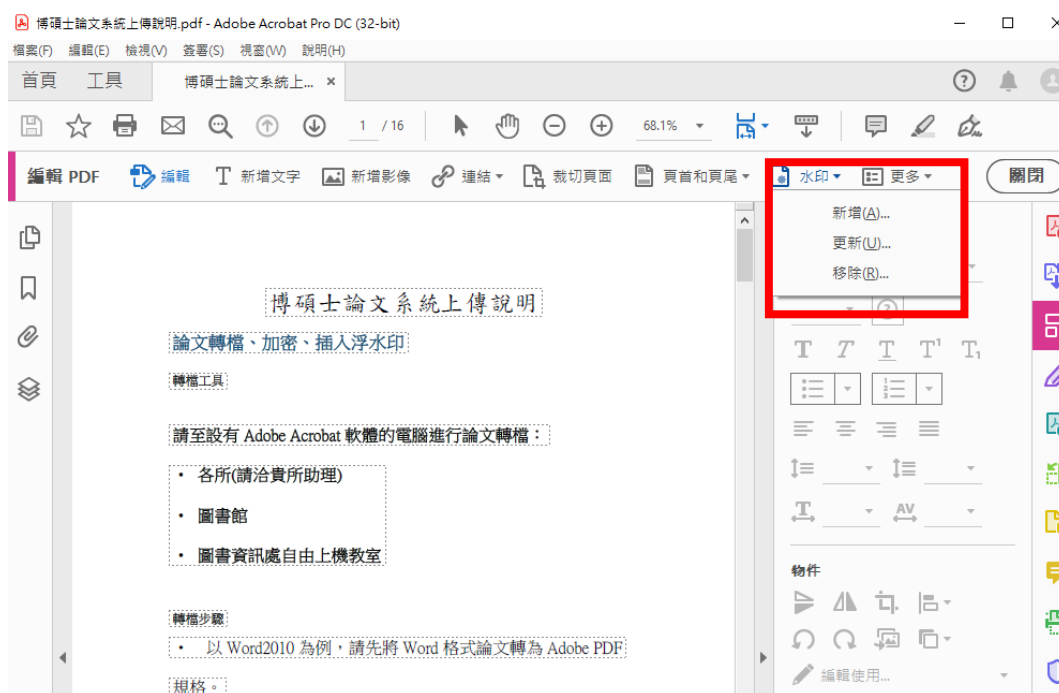 博碩士論文系統上傳說明.pdf - Adobe Acrobat Pro DC (32-bit)
檔案(F) 編輯(E) 檢視(V) 簽署(S) 視窗(W) 說明(H)
首頁 工具 博碩士論文系統上... ×
1 / 16 68.1%
編輯 PDF 編輯 新增文字 新增影像 連結 裁切頁面 頁首和頁尾 水印 更多 關閉
新增(A)...
更新(U)...
移除(R)...
博碩士論文系統上傳說明
論文轉檔、加密、插入浮水印
轉檔工具
請至設有 Adobe Acrobat 軟體的電腦進行論文轉檔：
• 各所(請洽貴所助理)
• 圖書館
• 圖書資訊處自由上機教室
轉檔步驟
• 以 Word2010 為例，請先將 Word 格式論文轉為 Adobe PDF
規格。
物件
編輯使用...